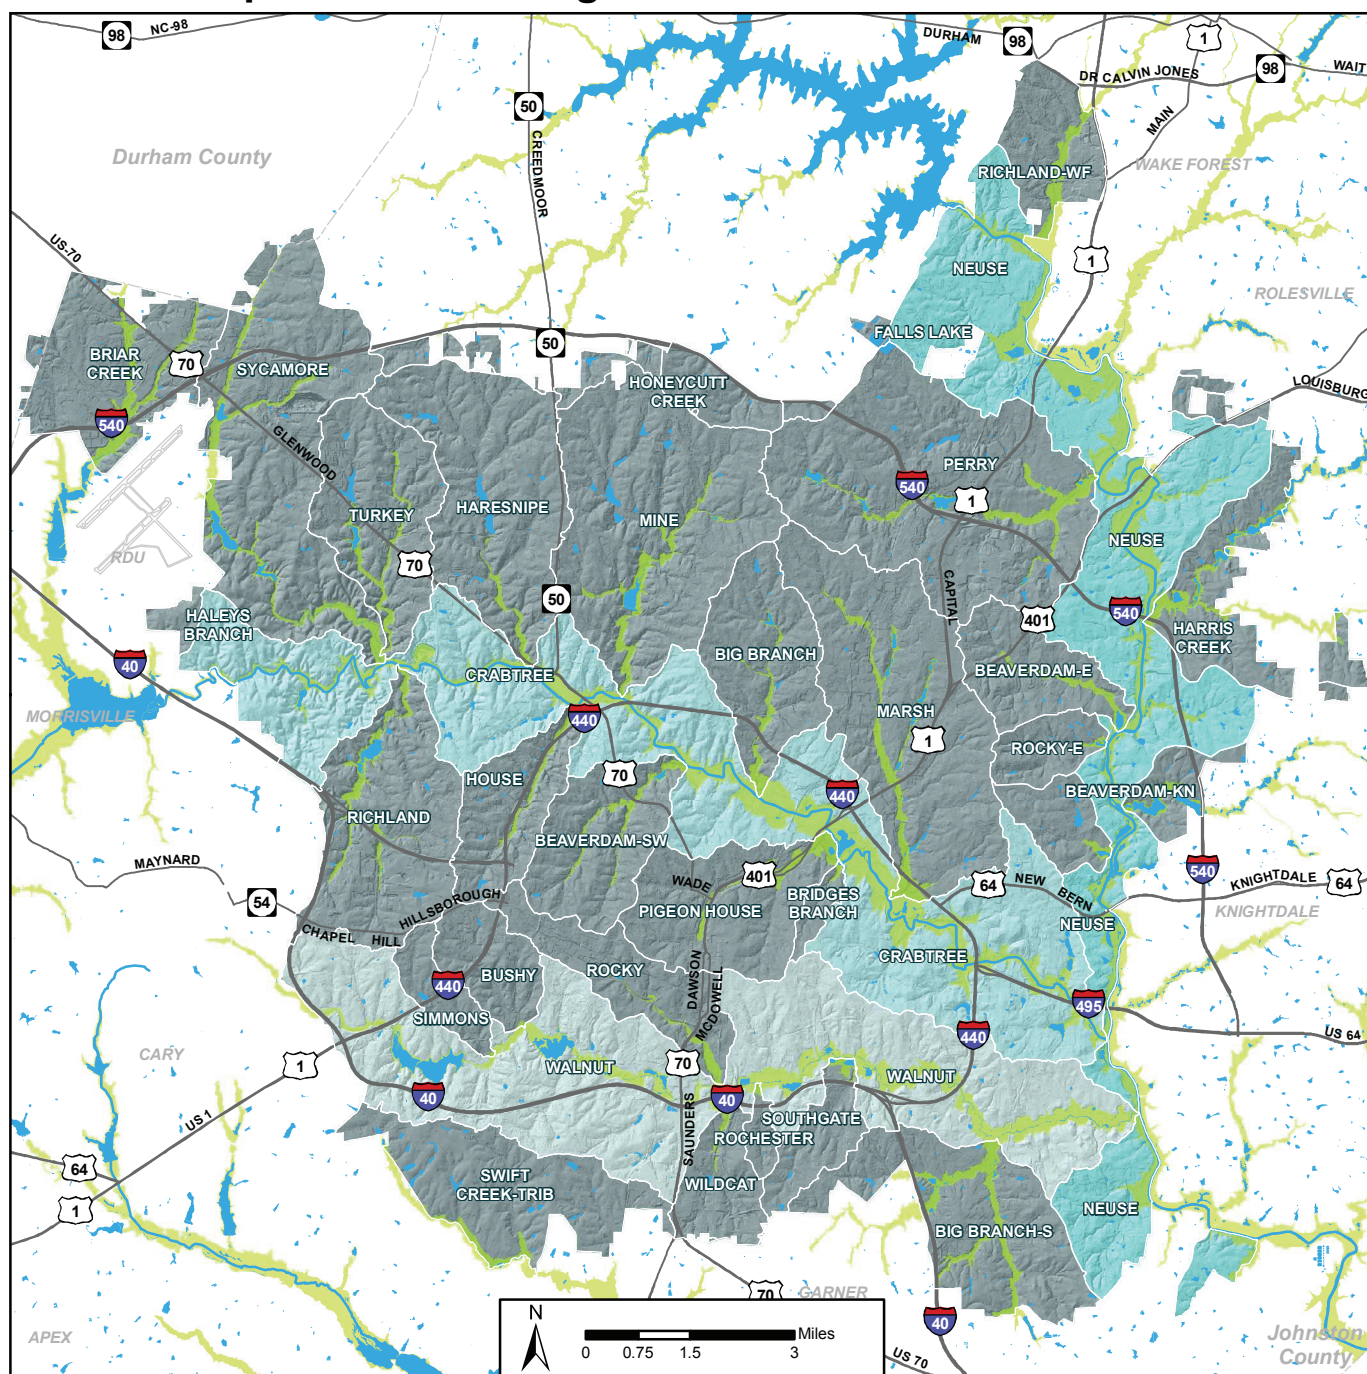 98
NC-98
DURHAM
98
1
98
WAIT
DR CALVIN JONES
MAIN
50
CREEDMOOR
Durham County
RICHLAND-WF
WAKE FOREST
US-70
1
NEUSE
ROLESVILLE
FALLS LAKE
50
BRIAR
CREEK
70
SYCAMORE
HONEYCUTT
CREEK
LOUISBURG
540
GLENWOOD
PERRY
540
1
TURKEY
HARESNIPE
MINE
NEUSE
RDU
70
50
CAPITAL
540
401
HALEYS
BRANCH
HARRIS
CREEK
40
BIG BRANCH
BEAVERDAM-E
CRABTREE
MORRISVILLE
440
MARSH
1
ROCKY-E
HOUSE
70
440
BEAVERDAM-KN
RICHLAND
BEAVERDAM-SW
MAYNARD
401
WADE
64
NEW BERN
540
KNIGHTDALE
64
54
HILLSBOROUGH
BRIDGES
BRANCH
PIGEON HOUSE
KNIGHTDALE
CHAPEL HILL
NEUSE
CRABTREE
BUSHY
ROCKY
DAWSON
MCDOWELL
440
495
SIMMONS
440
US 64
CARY
1
WALNUT
70
WALNUT
40
40
US 1
SAUNDERS
SOUTHGATE
ROCHESTER
64
SWIFT
CREEK-TRIB
WILDCAT
1
NEUSE
BIG BRANCH-S
70
GARNER
N
40
APEX
Miles
0 0.75 1.5 3
US 70
Johnston
County